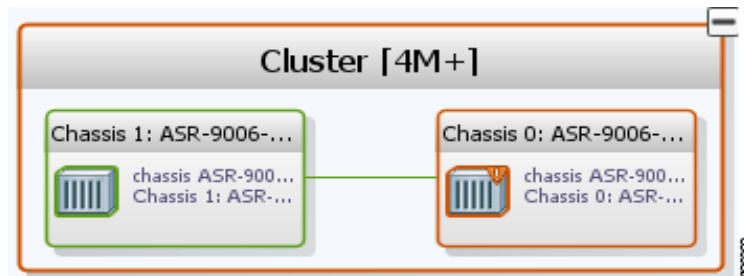 Cluster [4M+]
Chassis 1: ASR-9006-...
chassis ASR-900...
Chassis 1: ASR-...
Chassis 0: ASR-9006-...
chassis ASR-900...
Chassis 0: ASR-...